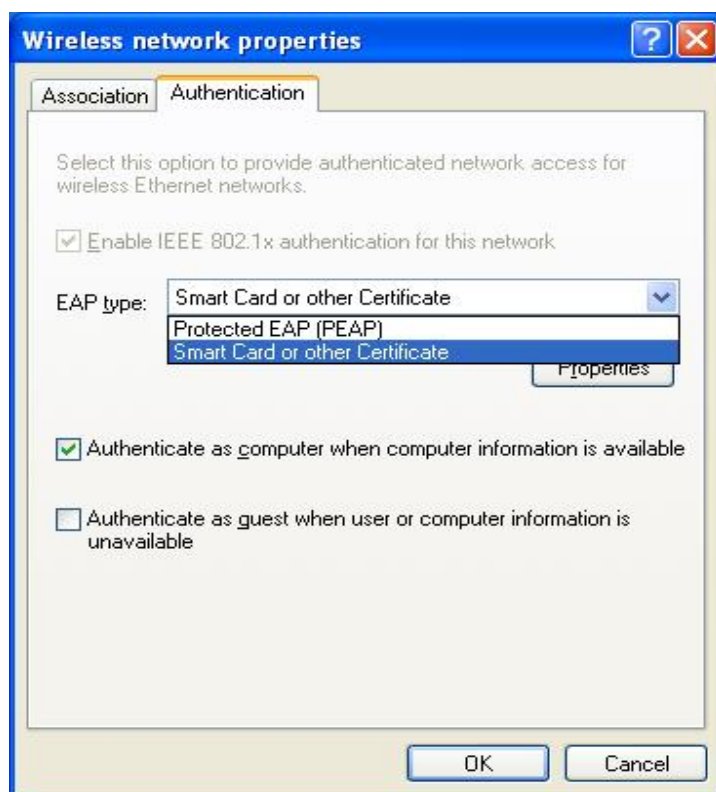 Wireless network properties
Association Authentication
Select this option to provide authenticated network access for
wireless Ethernet networks.
Enable IEEE 802.1x authentication for this network
EAP type: Smart Card or other Certificate
Protected EAP (PEAP)
Smart Card or other Certificate
Properties
Authenticate as computer when computer information is available
Authenticate as guest when user or computer information is
unavailable
OK Cancel